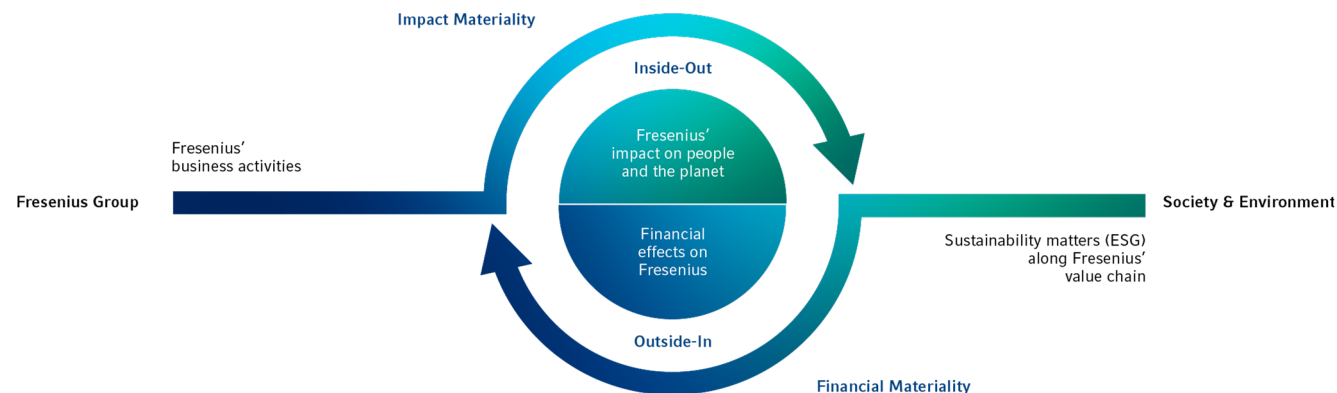 Impact Materiality
Inside-Out
Fresenius’
business activities
Fresenius’
impact on people
and the planet
Fresenius Group
Society & Environment
Financial
effects on
Fresenius
Sustainability matters (ESG)
along Fresenius’
value chain
Outside-In
Financial Materiality